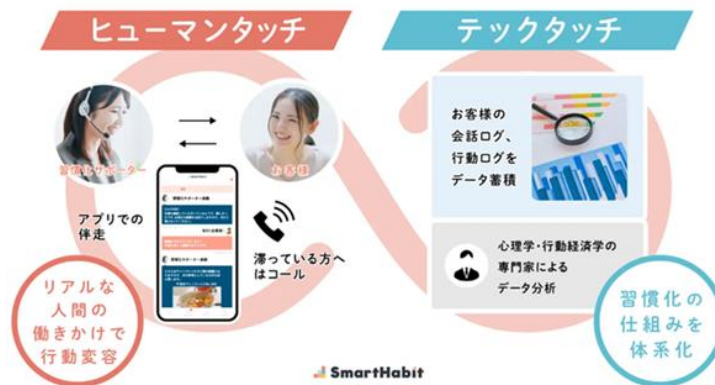 ヒューマンタッチ
習慣化サポーター
お客様
アプリでの
伴走
滞っている方へ
はコール
リアルな
人間の
働きかけで
行動変容
テックタッチ
お客様の
会話ログ、
行動ログを
データ蓄積
心理学・行動経済学の
専門家による
データ分析
習慣化の
仕組みを
体系化
SmartHabit